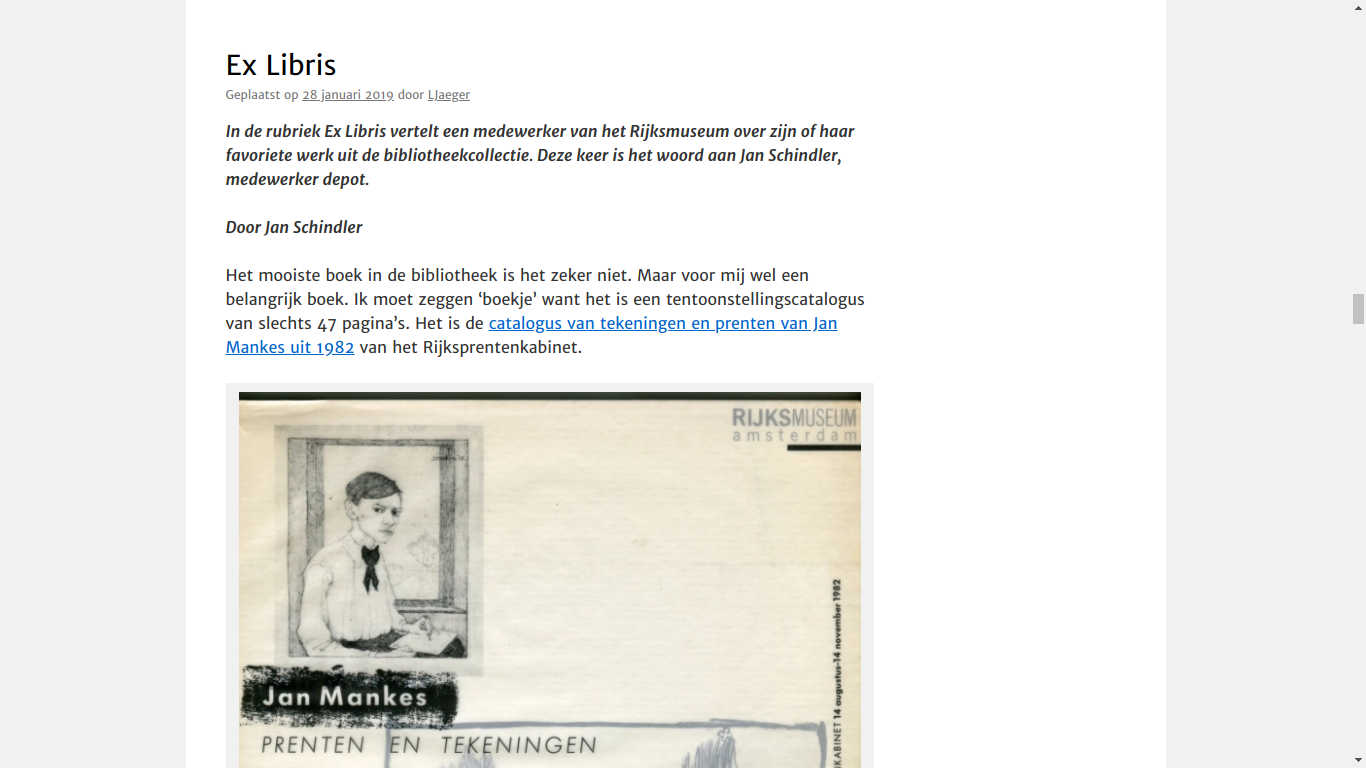 Ex Libris
Geplaatst op 28 januari 2019 door LJaeger
In de rubriek Ex Libris vertelt een medewerker van het Rijksmuseum over zijn of haar
favoriete werk uit de bibliotheekcollectie. Deze keer is het woord aan Jan Schindler,
medewerker depot.
Door Jan Schindler
Het mooiste boek in de bibliotheek is het zeker niet. Maar voor mij wel een
belangrijk boek. Ik moet zeggen ‘boekje’ want het is een tentoonstellingscatalogus
van slechts 47 pagina’s. Het is de catalogus van tekeningen en prenten van Jan
Mankes uit 1982 van het Rijksprentenkabinet.
RIJKSMUSEUM
amsterdam
Jan Mankes
PRENTEN EN TEKENINGEN
14 augustus-14 november 1982